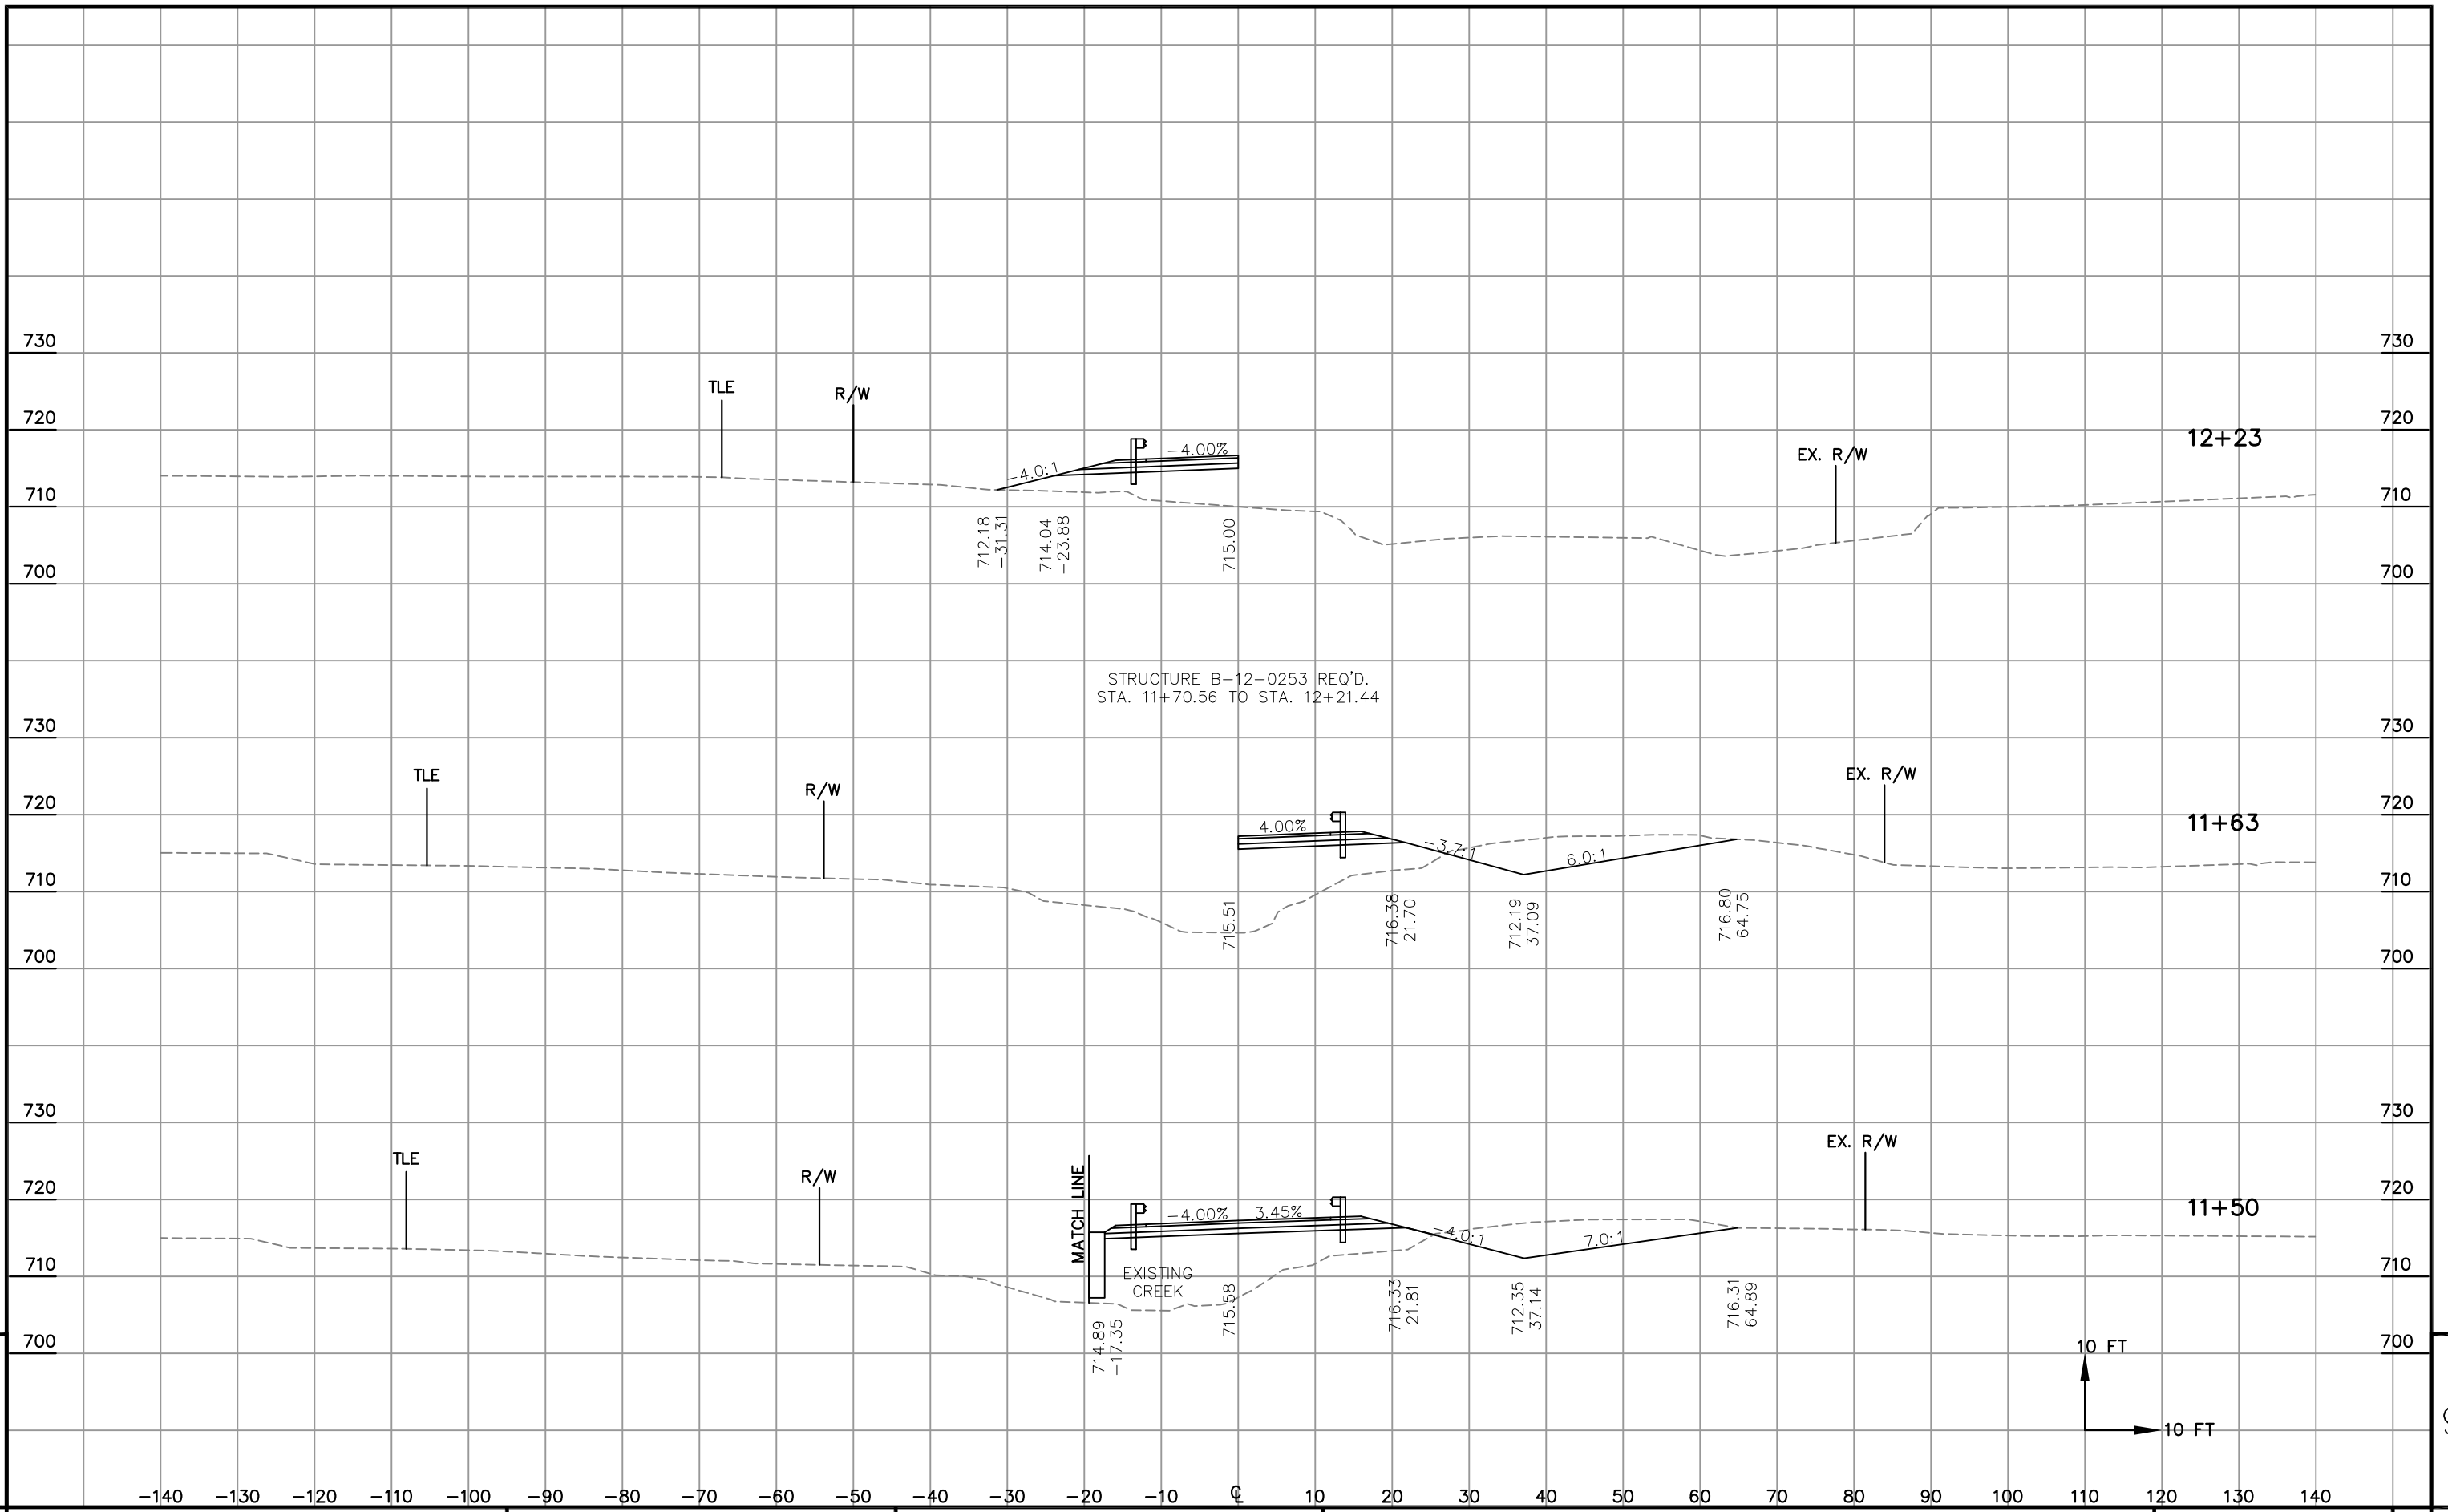 730 730
TLE
R/W
720 720
12+23
-4.00%
EX. R/W
-4.0:1
710 710
712.18
-31.31
714.04
-23.88
715.00
700 700
STRUCTURE B-12-0253 REQ'D.
STA. 11+70.56 TO STA. 12+21.44
730 730
TLE
R/W
EX. R/W
720 720
11+63
4.00%
-3.7:1
6.0:1
710 710
715.51
716.38
21.70
712.19
37.09
716.80
64.75
700 700
730 730
TLE
R/W
MATCH LINE
EX. R/W
720 720
11+50
-4.00% 3.45%
-4.0:1
7.0:1
710 710
EXISTING
CREEK
714.89
-17.35
715.58
716.33
21.81
712.35
37.14
716.31
64.89
700 700
10 FT
10 FT
-140 -130 -120 -110 -100 -90 -80 -70 -60 -50 -40 -30 -20 -10 ℄ 10 20 30 40 50 60 70 80 90 100 110 120 130 140